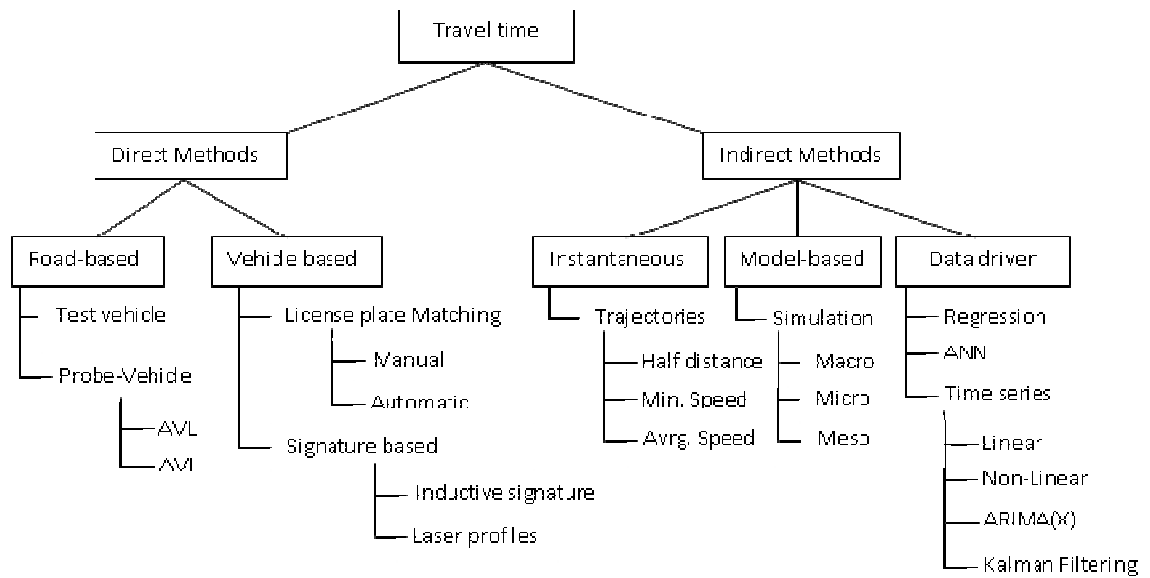 Travel time
Direct Methods
Indirect Methods
Road-based
Vehicle based
Instantaneous
Model-based
Data driver
Test vehicle
Probe-Vehicle
AVL
AVI
License plate Matching
Manual
Automatic
Signature based
Inductive signature
Laser profiles
Trajectories
Half distance
Min. Speed
Avrg. Speed
Simulation
Macro
Micro
Meso
Regression
ANN
Time series
Linear
Non-Linear
ARIMA(X)
Kalman Filtering